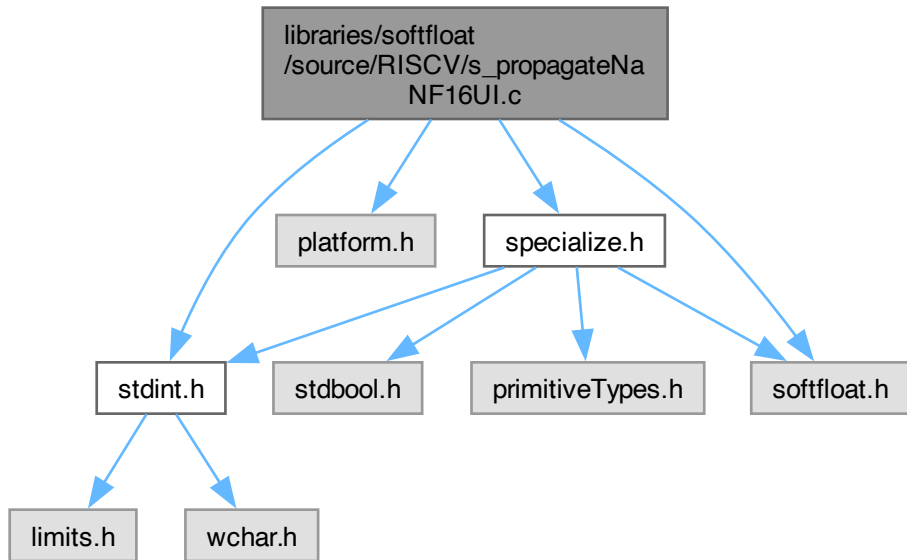 libraries/softfloat
/source/RISCV/s_propagateNa
NF16UI.c
platform.h
specialize.h
stdint.h
stdbool.h
primitiveTypes.h
softfloat.h
limits.h
wchar.h